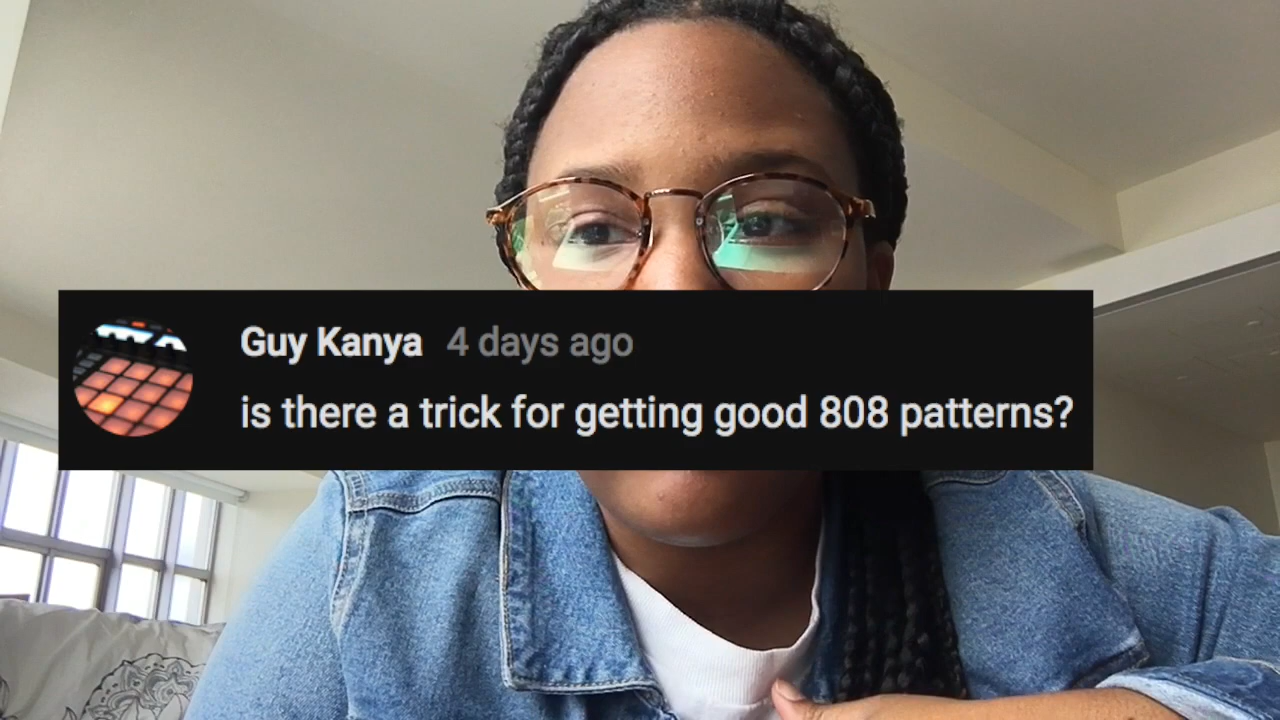 Guy Kanya 4 days ago
is there a trick for getting good 808 patterns?